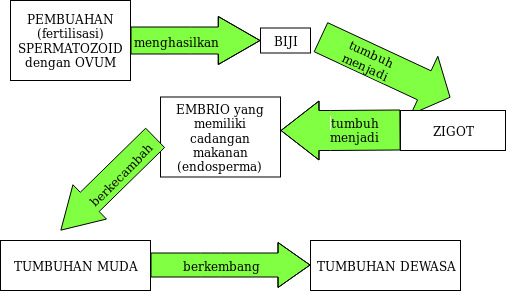 PEMBUAHAN
(fertilisasi)
SPERMATOZOID
dengan OVUM
menghasilkan
BIJI
tumbuh
menjadi
ZIGOT
tumbuh
menjadi
EMBRIO yang
memiliki
cadangan
makanan
(endosperma)
berkecambah
TUMBUHAN MUDA
berkembang
TUMBUHAN DEWASA